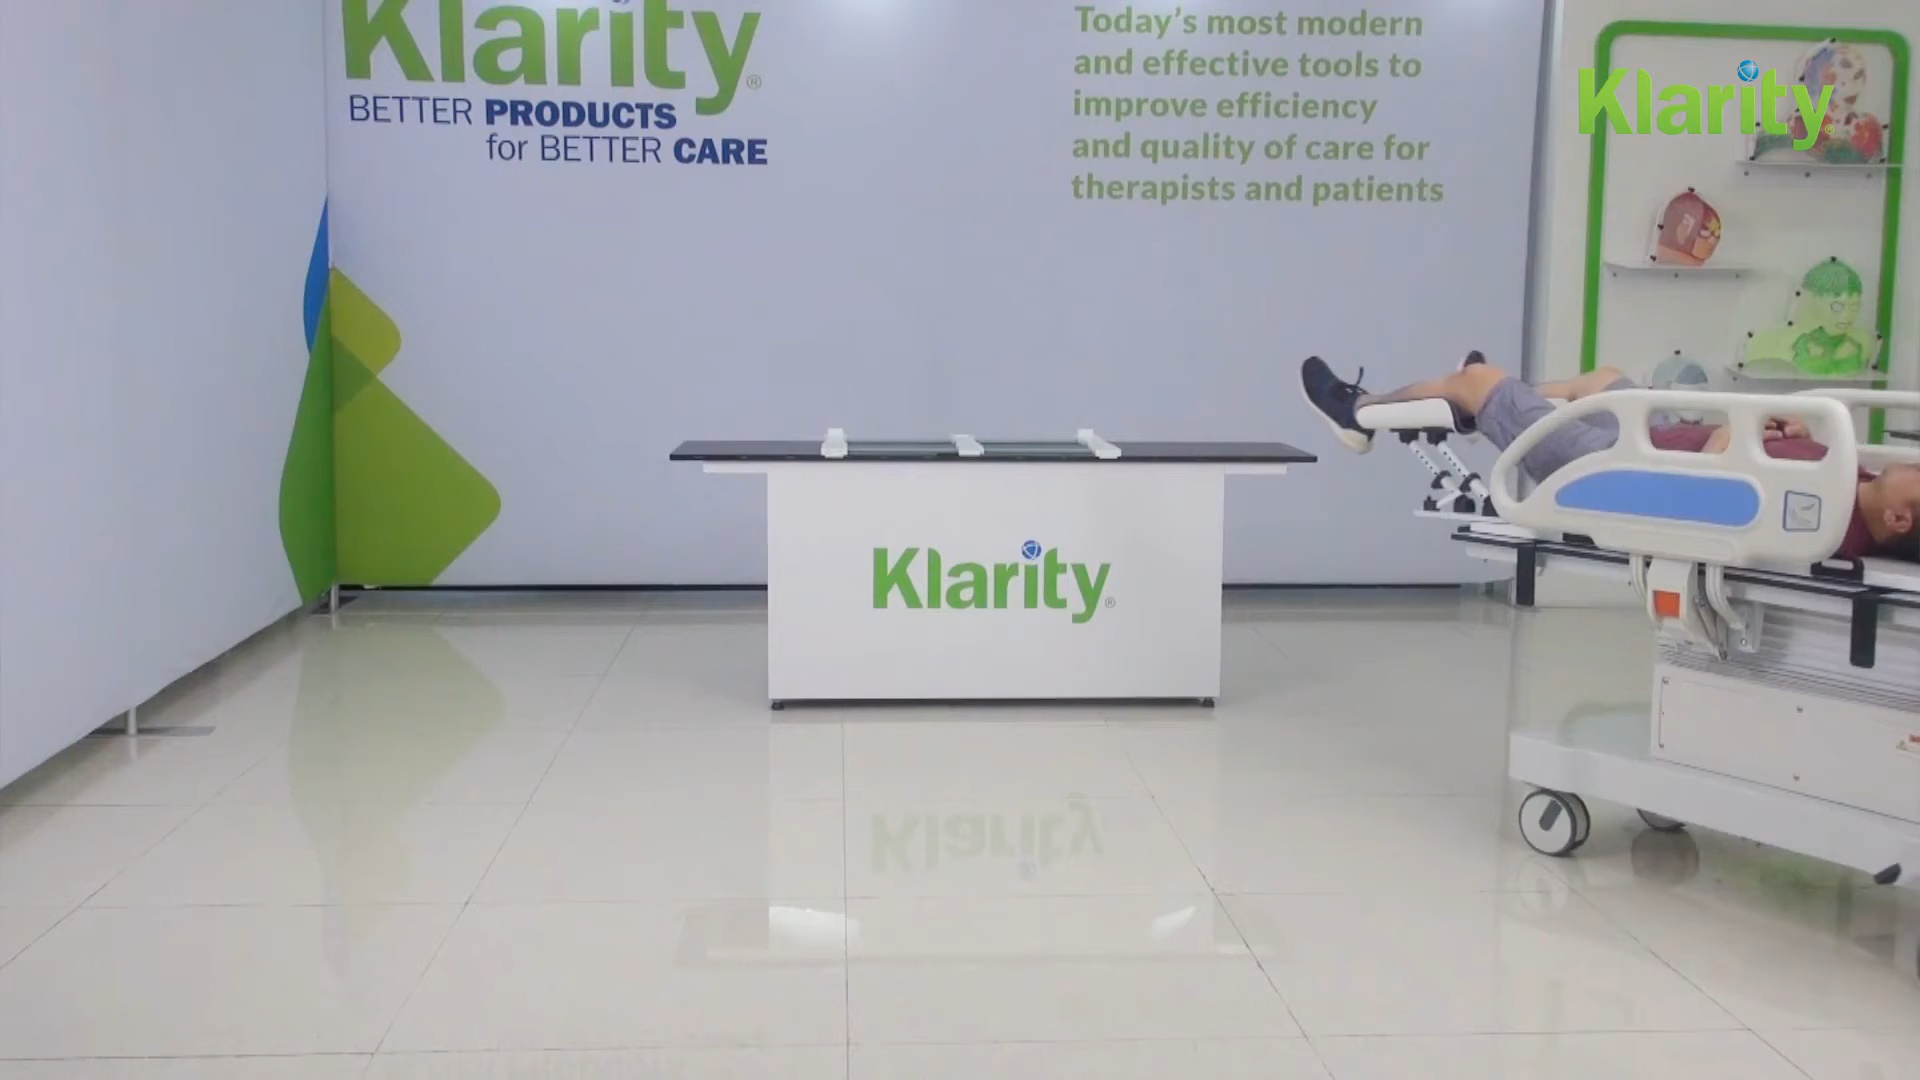 Klarity®
BETTER PRODUCTS
for BETTER CARE
Today's most modern
and effective tools to
improve efficiency
and quality of care for
therapists and patients
Klarity®
Klarity®